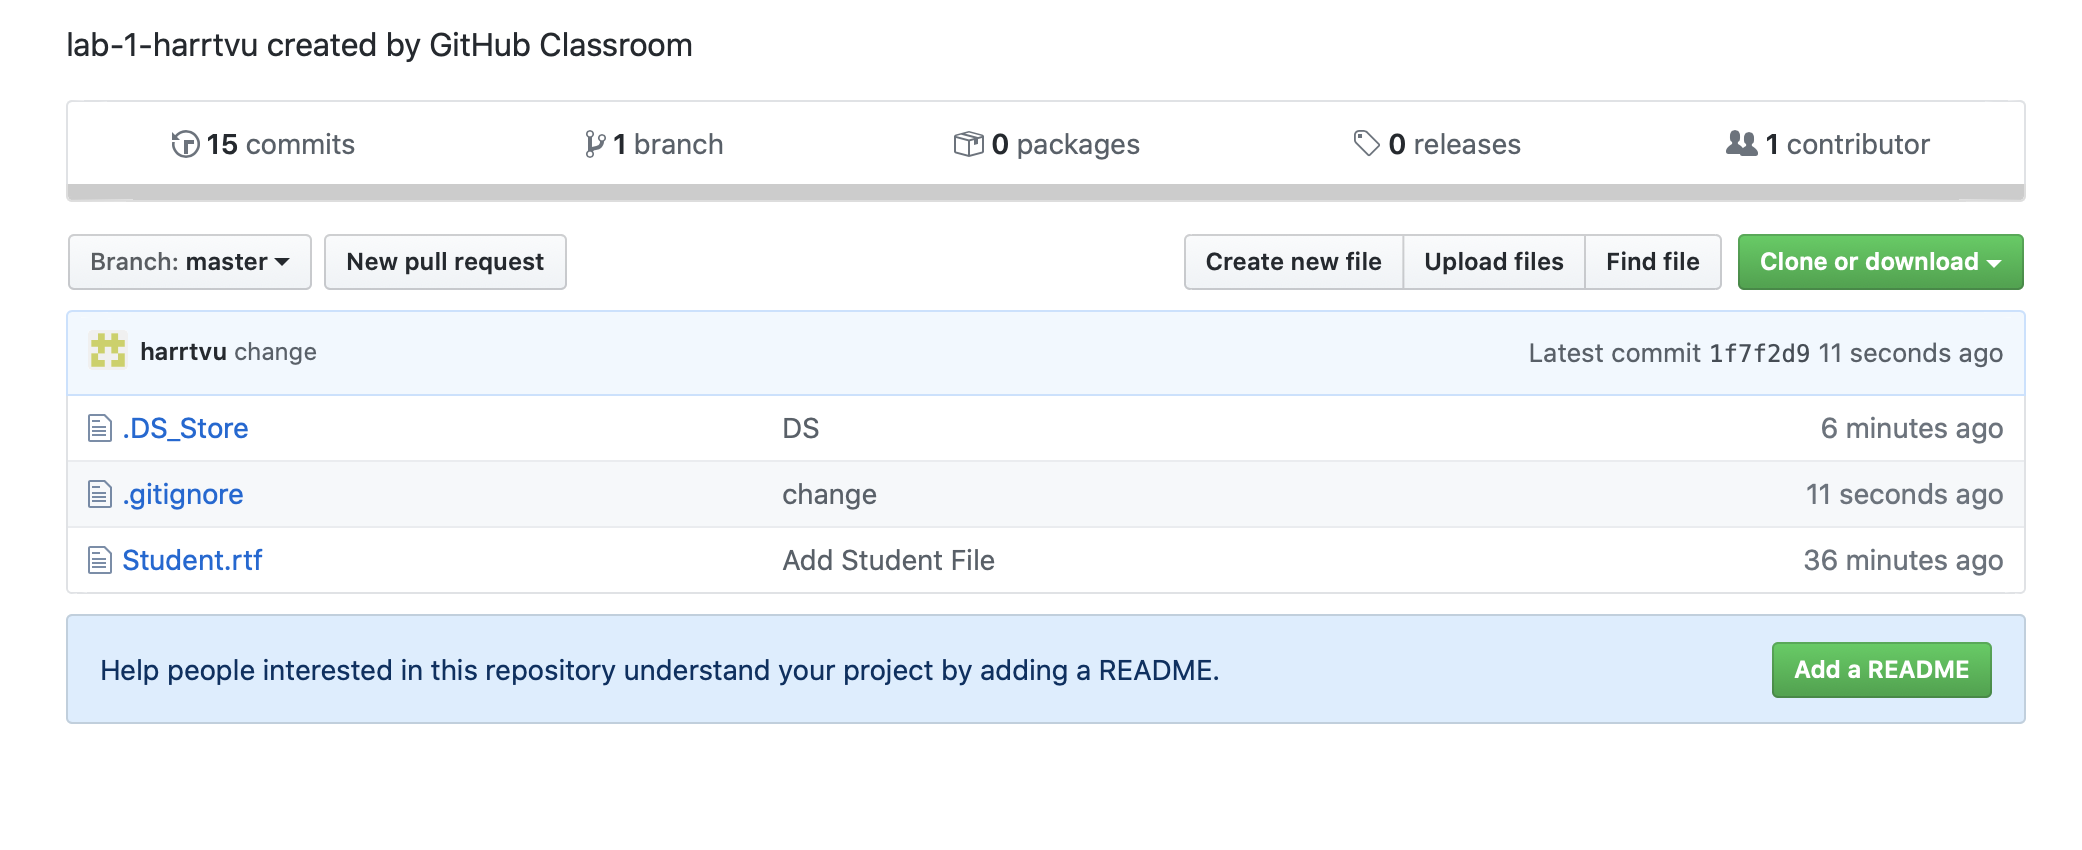 lab-1-harrtvu created by GitHub Classroom
15 commits 1 branch 0 packages 0 releases 1 contributor
Branch: master New pull request Create new file Upload files Find file Clone or download
harrtvu change Latest commit 1f7f2d9 11 seconds ago
.DS_Store DS 6 minutes ago
.gitignore change 11 seconds ago
Student.rtf Add Student File 36 minutes ago
Help people interested in this repository understand your project by adding a README. Add a README